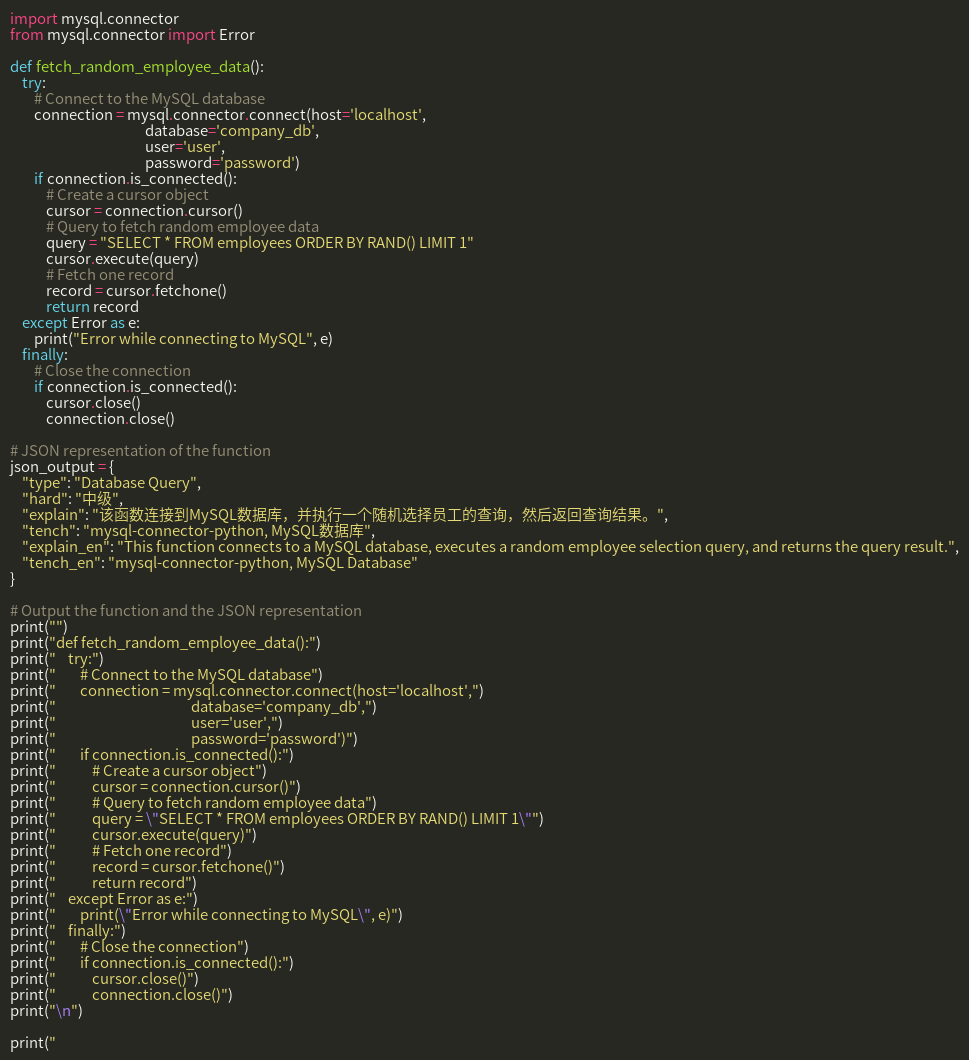 import mysql.connector
from mysql.connector import Error

def fetch_random_employee_data():
    try:
        # Connect to the MySQL database
        connection = mysql.connector.connect(host='localhost',
                                             database='company_db',
                                             user='user',
                                             password='password')
        if connection.is_connected():
            # Create a cursor object
            cursor = connection.cursor()
            # Query to fetch random employee data
            query = "SELECT * FROM employees ORDER BY RAND() LIMIT 1"
            cursor.execute(query)
            # Fetch one record
            record = cursor.fetchone()
            return record
    except Error as e:
        print("Error while connecting to MySQL", e)
    finally:
        # Close the connection
        if connection.is_connected():
            cursor.close()
            connection.close()

# JSON representation of the function
json_output = {
    "type": "Database Query",
    "hard": "中级",
    "explain": "该函数连接到MySQL数据库，并执行一个随机选择员工的查询，然后返回查询结果。",
    "tench": "mysql-connector-python, MySQL数据库",
    "explain_en": "This function connects to a MySQL database, executes a random employee selection query, and returns the query result.",
    "tench_en": "mysql-connector-python, MySQL Database"
}

# Output the function and the JSON representation
print("")
print("def fetch_random_employee_data():")
print("    try:")
print("        # Connect to the MySQL database")
print("        connection = mysql.connector.connect(host='localhost',")
print("                                             database='company_db',")
print("                                             user='user',")
print("                                             password='password')")
print("        if connection.is_connected():")
print("            # Create a cursor object")
print("            cursor = connection.cursor()")
print("            # Query to fetch random employee data")
print("            query = \"SELECT * FROM employees ORDER BY RAND() LIMIT 1\"")
print("            cursor.execute(query)")
print("            # Fetch one record")
print("            record = cursor.fetchone()")
print("            return record")
print("    except Error as e:")
print("        print(\"Error while connecting to MySQL\", e)")
print("    finally:")
print("        # Close the connection")
print("        if connection.is_connected():")
print("            cursor.close()")
print("            connection.close()")
print("\n")

print("